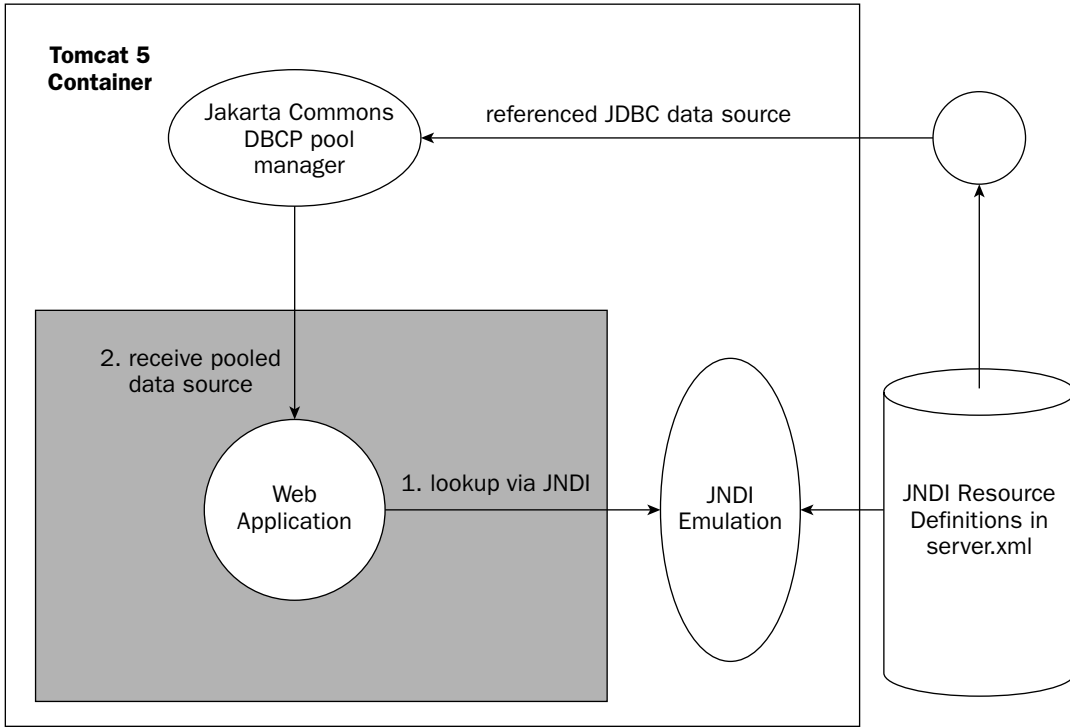 Tomcat 5
Container
Jakarta Commons
DBCP pool
manager
referenced JDBC data source
2. receive pooled
data source
Web
Application
1. lookup via JNDI
JNDI
Emulation
JNDI Resource
Definitions in
server.xml